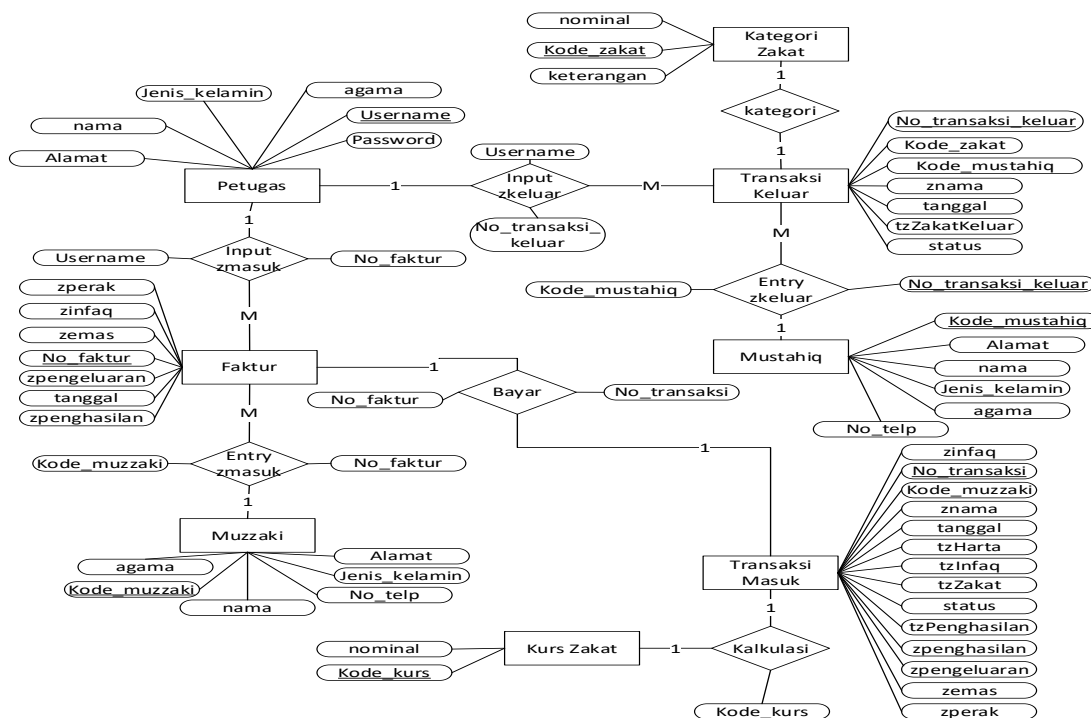 nominal
Kode_zakat
keterangan
Kategori
Zakat
1
kategori
1
Jenis_kelamin
agama
nama
Username
Alamat
Password
Petugas
1
Username
Input
zkeluar
No_transaksi_
keluar
M
Transaksi
Keluar
No_transaksi_keluar
Kode_zakat
Kode_mustahiq
znama
tanggal
tzZakatKeluar
status
1
Username
Input
zmasuk
No_faktur
M
M
Kode_mustahiq
Entry
zkeluar
No_transaksi_keluar
1
Mustahiq
Kode_mustahiq
Alamat
nama
Jenis_kelamin
agama
No_telp
zperak
zinfaq
zemas
No_faktur
zpengeluaran
tanggal
zpenghasilan
Faktur
1
No_faktur
Bayar
No_transaksi
1
M
Kode_muzzaki
Entry
zmasuk
No_faktur
1
Muzzaki
agama
Kode_muzzaki
nama
Alamat
Jenis_kelamin
No_telp
Transaksi
Masuk
zinfaq
No_transaksi
Kode_muzzaki
znama
tanggal
tzHarta
tzInfaq
tzZakat
status
tzPenghasilan
zpenghasilan
zpengeluaran
zemas
zperak
1
nominal
Kode_kurs
Kurs Zakat
1
Kalkulasi
Kode_kurs